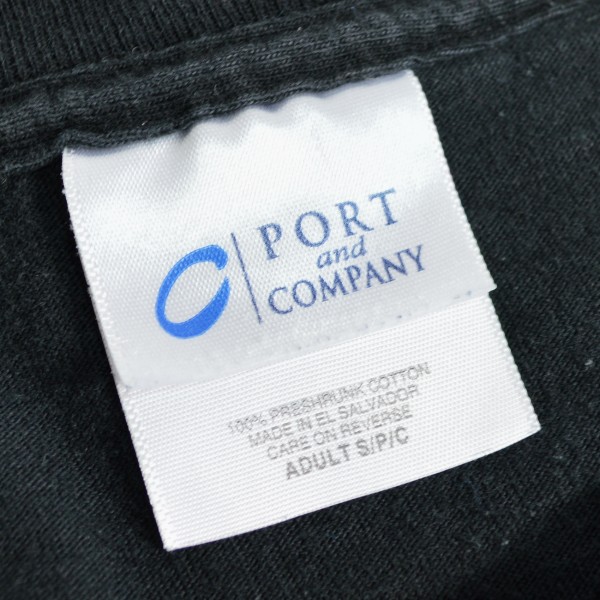 PORT
and
COMPANY
100% PRESHRUNK COTTON
MADE IN EL SALVADOR
CARE ON REVERSE
ADULT S/P/C